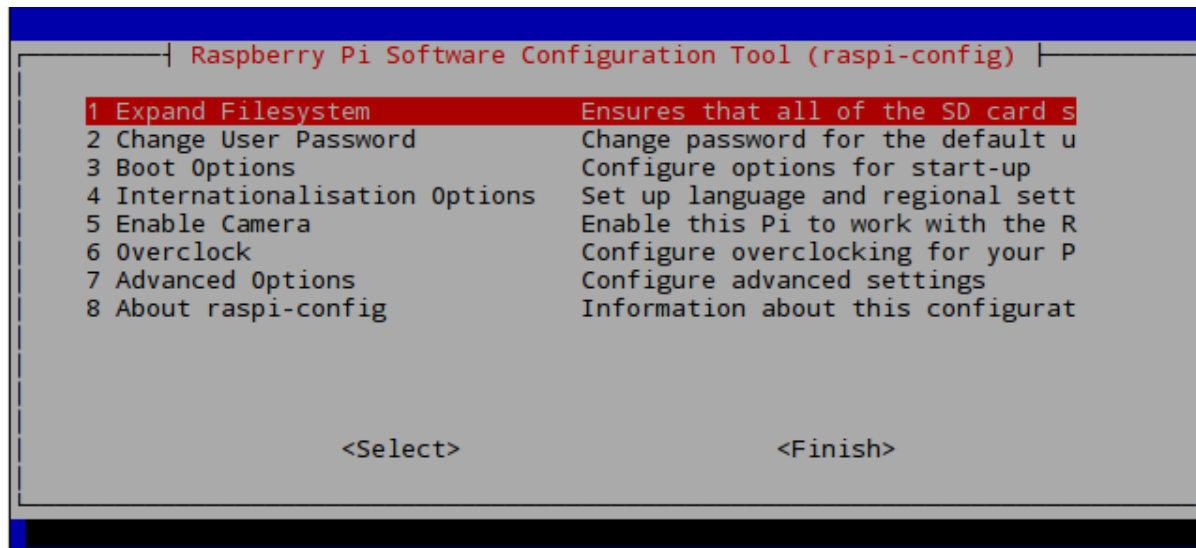 Raspberry Pi Software Configuration Tool (raspi-config)
1 Expand Filesystem Ensures that all of the SD card s
2 Change User Password Change password for the default u
3 Boot Options Configure options for start-up
4 Internationalisation Options Set up language and regional sett
5 Enable Camera Enable this Pi to work with the R
6 Overclock Configure overclocking for your P
7 Advanced Options Configure advanced settings
8 About raspi-config Information about this configurat
<Select> <Finish>